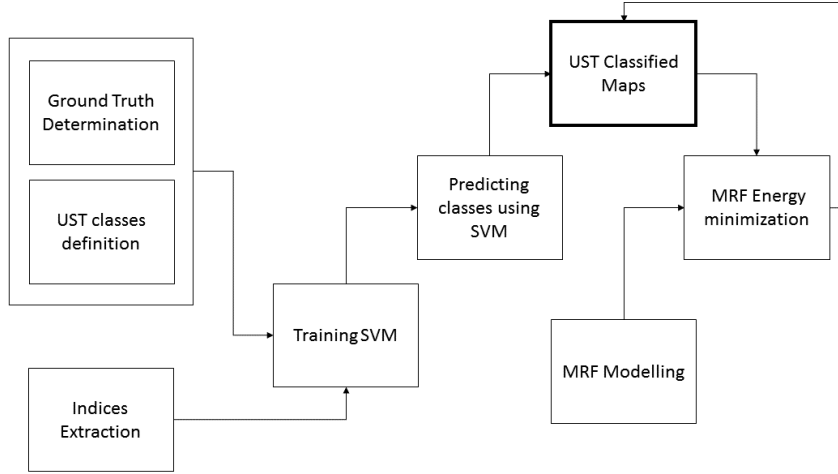 Ground Truth
Determination
UST classes
definition
Indices
Extraction
Training SVM
Predicting
classes using
SVM
UST Classified
Maps
MRF Energy
minimization
MRF Modelling